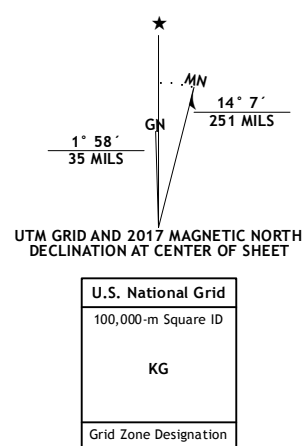 MN
GN
14° 7´
251 MILS
1° 58´
35 MILS
UTM GRID AND 2017 MAGNETIC NORTH
DECLINATION AT CENTER OF SHEET
U.S. National Grid
100,000-m Square ID
KG
Grid Zone Designation